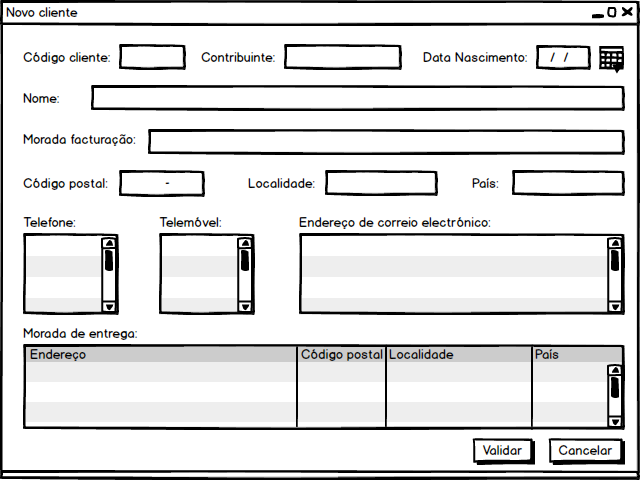 Novo cliente
Código cliente: Contribuinte: Data Nascimento: / /
Nome:
Morada facturação:
Código postal: - Localidade: País:
Telefone: Telemóvel: Endereço de correio electrónico:
Morada de entrega:
Endereço Código postal Localidade País
Validar Cancelar